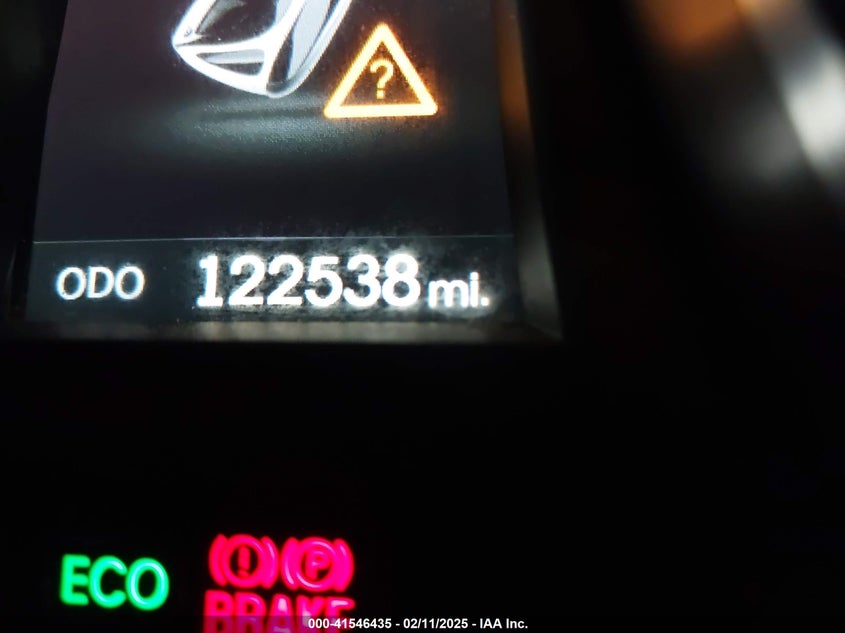 ?
ODO 122538 mi.
ECO (!) (P)
BRAKE
000-41546435 - 02/11/2025 - IAA Inc.